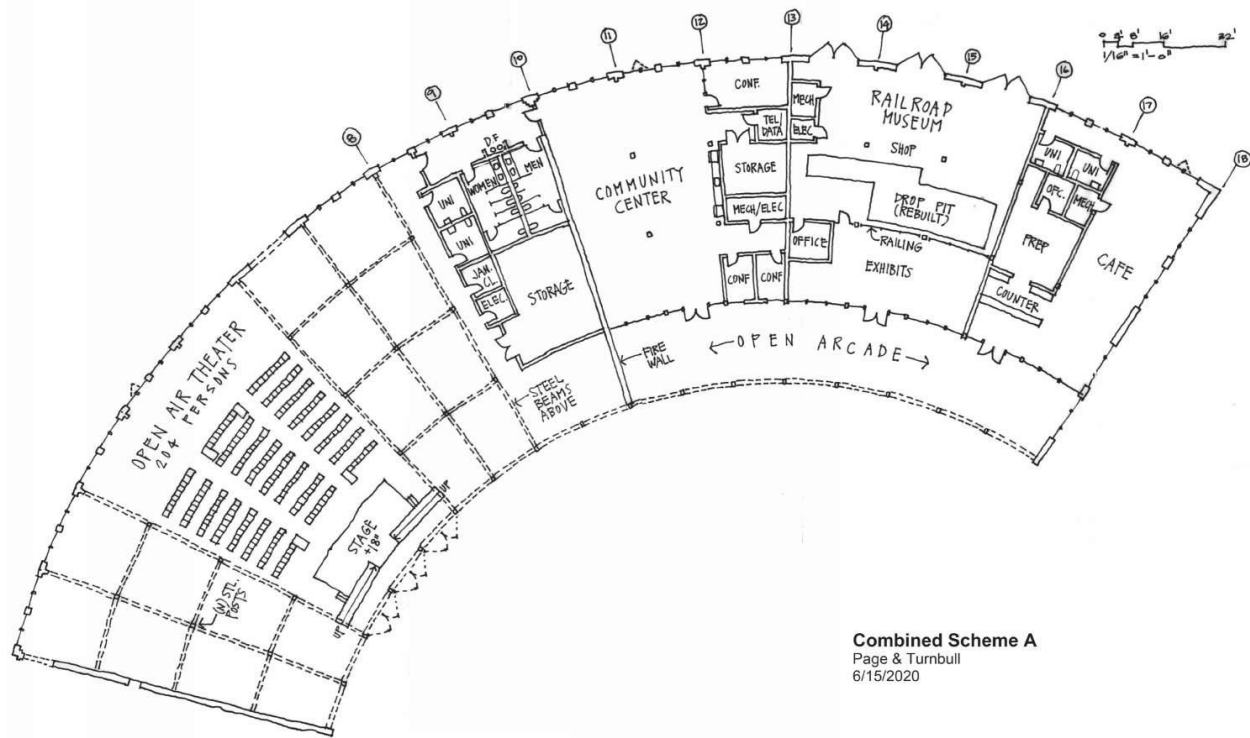 0 4' 8' 16' 32'
1/16" = 1'-0"
8
9
10
11
12
13
14
15
16
17
18
D.F.
WOMEN
MEN
UNI
UNI
JAN.
CL.
ELEC.
STORAGE
COMMUNITY
CENTER
CONF.
TEL/
DATA
STORAGE
MECH/ELEC
CONF
CONF
MECH
ELEC
RAILROAD
MUSEUM
SHOP
DROP PIT
(REBUILT)
OFFICE
RAILING
EXHIBITS
UNI
UNI
OFC.
MECH
PREP
COUNTER
CAFE
FIRE
WALL
OPEN ARCADE
STEEL
BEAMS
ABOVE
OPEN AIR THEATER
204 PERSONS
STAGE
+18"
UP
UP
(N) STL.
POSTS
Combined Scheme A
Page & Turnbull
6/15/2020